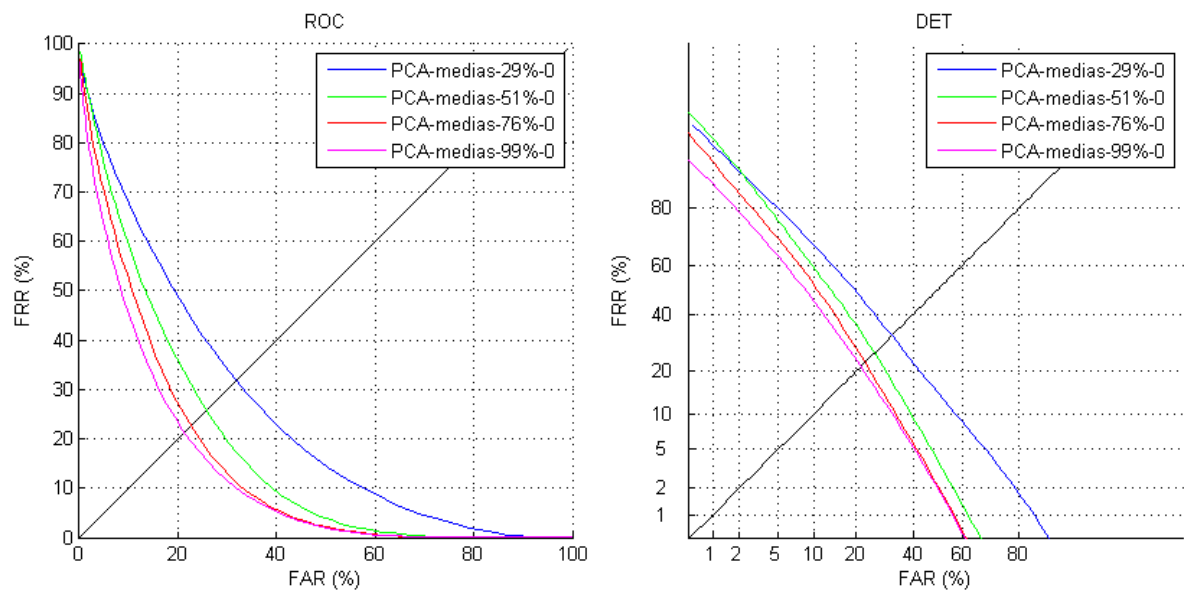 ROC
PCA-medias-29%-0
PCA-medias-51%-0
PCA-medias-76%-0
PCA-medias-99%-0
100
90
80
70
60
50
40
30
20
10
0
FRR (%)
0 20 40 60 80 100
FAR (%)
DET
PCA-medias-29%-0
PCA-medias-51%-0
PCA-medias-76%-0
PCA-medias-99%-0
80
60
40
20
10
5
2
1
FRR (%)
1 2 5 10 20 40 60 80
FAR (%)